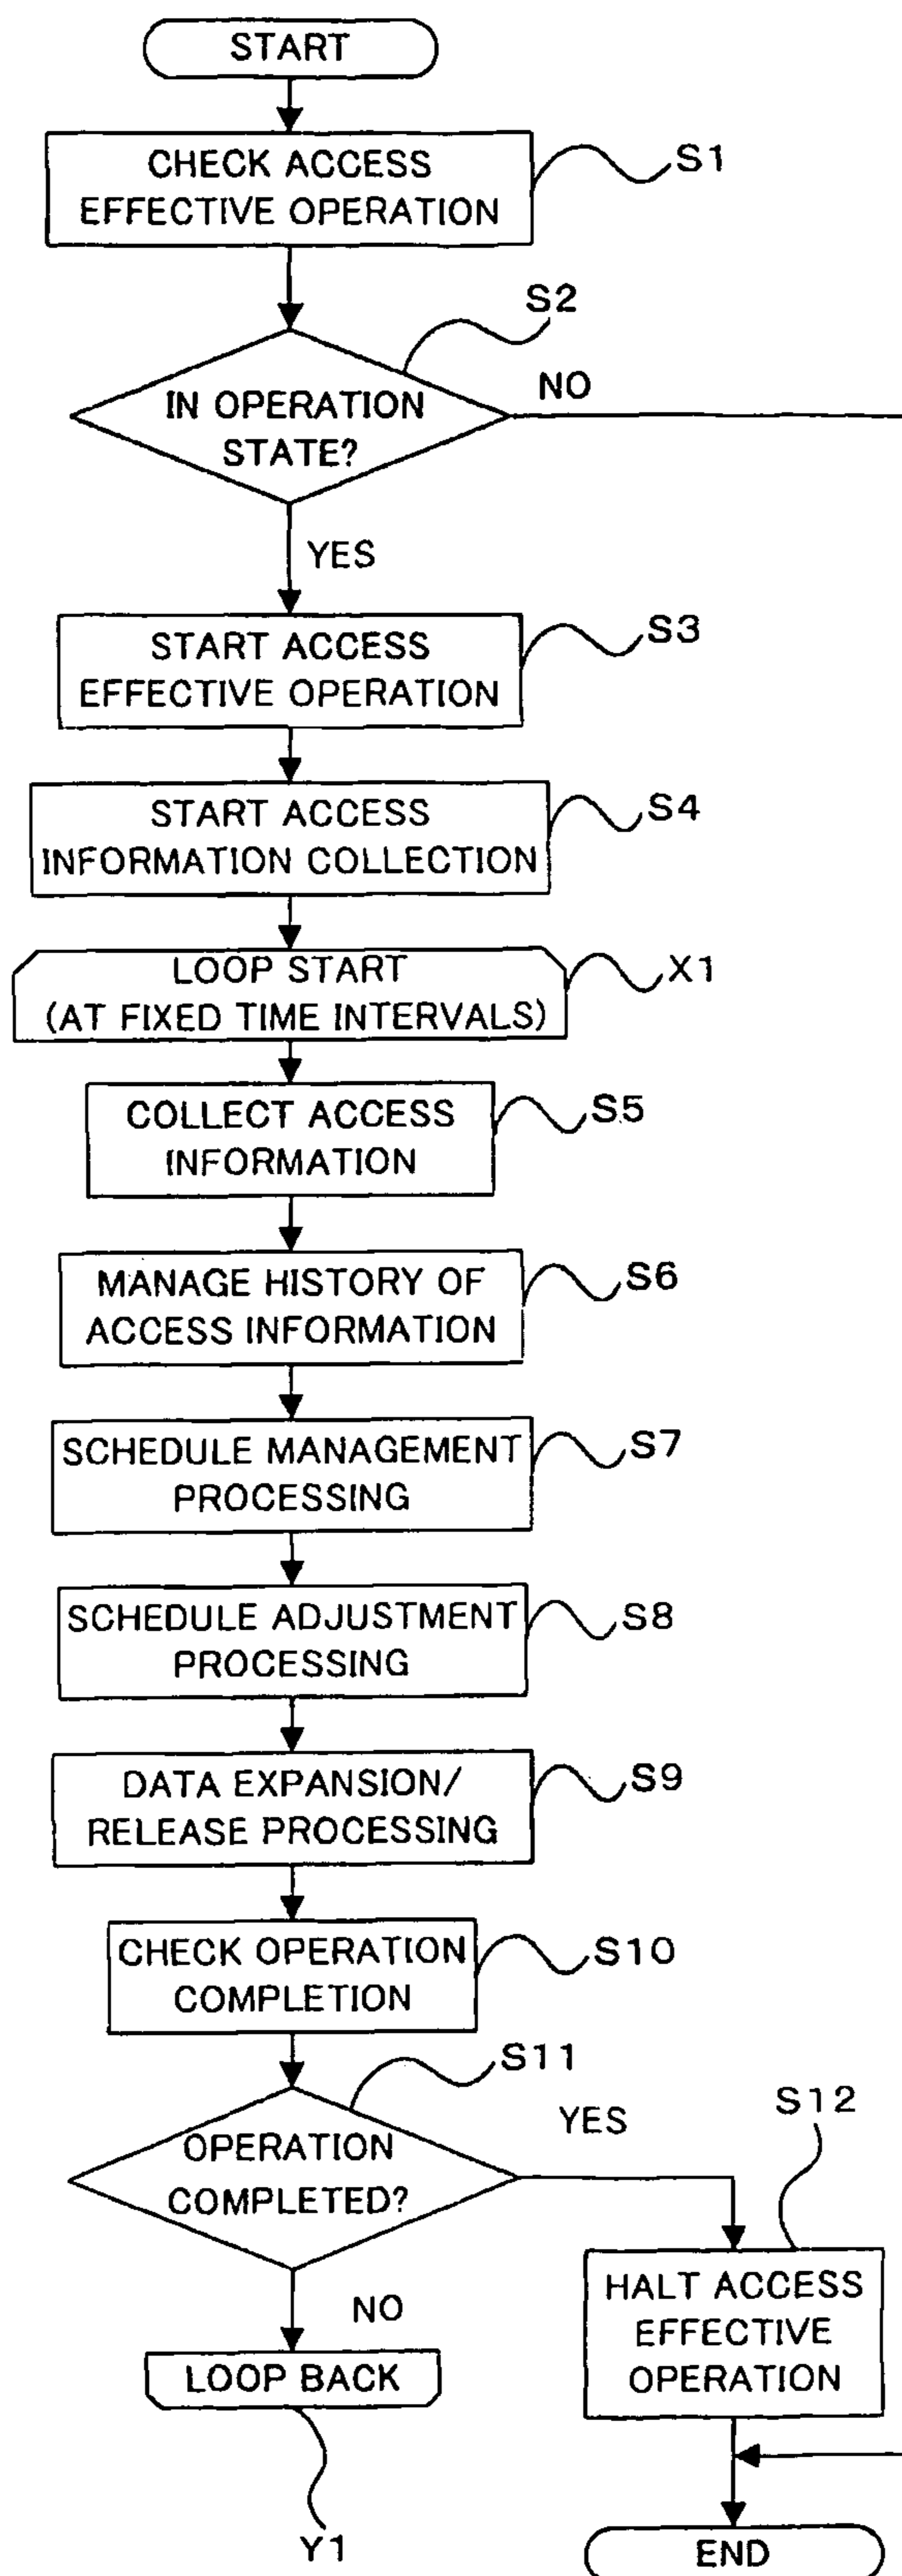 START
CHECK ACCESS
EFFECTIVE OPERATION
S1
S2
IN OPERATION
STATE?
NO
YES
START ACCESS
EFFECTIVE OPERATION
S3
START ACCESS
INFORMATION COLLECTION
S4
LOOP START
(AT FIXED TIME INTERVALS)
X1
COLLECT ACCESS
INFORMATION
S5
MANAGE HISTORY OF
ACCESS INFORMATION
S6
SCHEDULE MANAGEMENT
PROCESSING
S7
SCHEDULE ADJUSTMENT
PROCESSING
S8
DATA EXPANSION/
RELEASE PROCESSING
S9
CHECK OPERATION
COMPLETION
S10
S11
OPERATION
COMPLETED?
YES
S12
NO
HALT ACCESS
EFFECTIVE
OPERATION
LOOP BACK
Y1
END